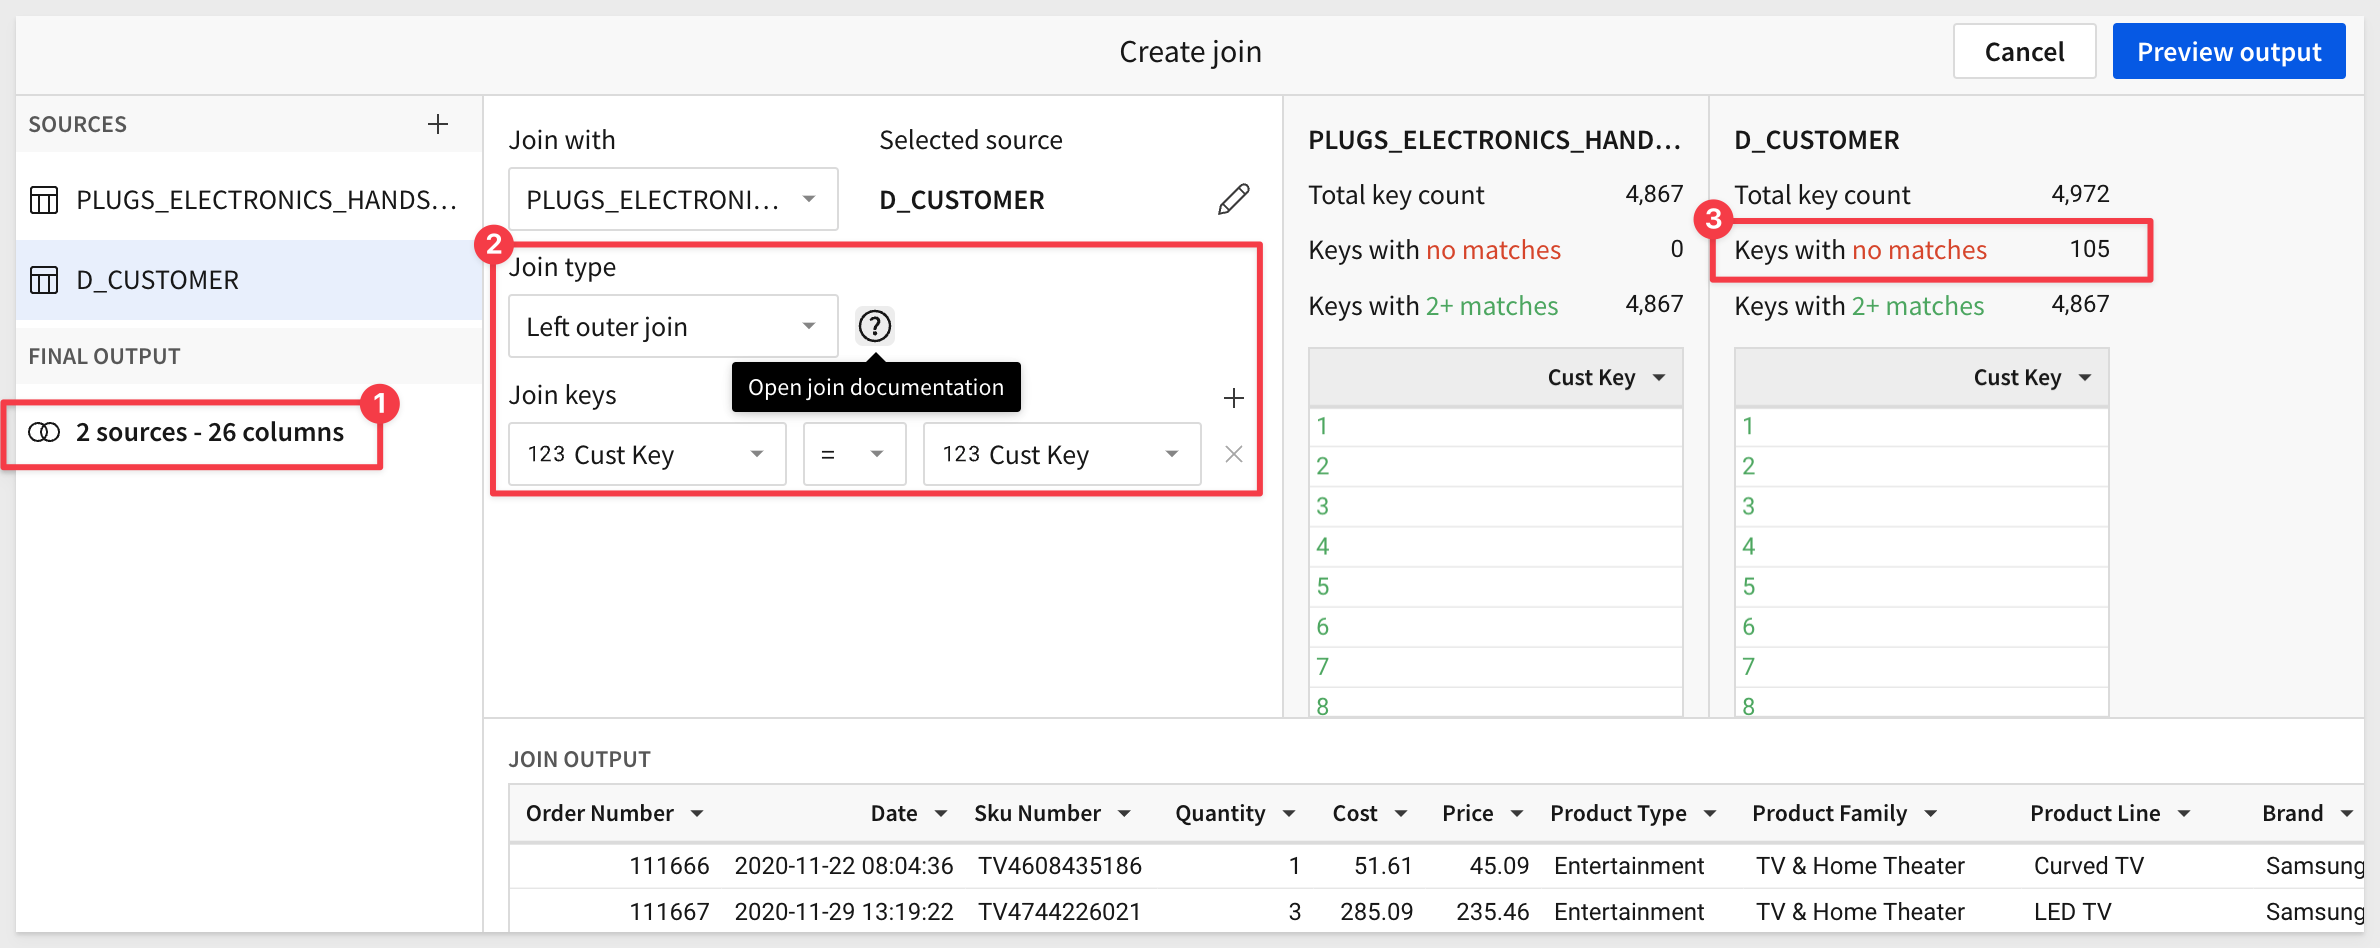 Create join
Cancel
Preview output
SOURCES
PLUGS_ELECTRONICS_HANDS...
D_CUSTOMER
FINAL OUTPUT
1
2 sources - 26 columns
Join with
Selected source
PLUGS_ELECTRONI...
D_CUSTOMER
2
Join type
Left outer join
?
Open join documentation
Join keys
123 Cust Key
=
123 Cust Key
PLUGS_ELECTRONICS_HAND...
Total key count 4,867
Keys with no matches 0
Keys with 2+ matches 4,867
Cust Key
1
2
3
4
5
6
7
8
D_CUSTOMER
Total key count 4,972
3
Keys with no matches 105
Keys with 2+ matches 4,867
Cust Key
1
2
3
4
5
6
7
8
JOIN OUTPUT
Order Number Date Sku Number Quantity Cost Price Product Type Product Family Product Line Brand
111666 2020-11-22 08:04:36 TV4608435186 1 51.61 45.09 Entertainment TV & Home Theater Curved TV Samsung
111667 2020-11-29 13:19:22 TV4744226021 3 285.09 235.46 Entertainment TV & Home Theater LED TV Samsung